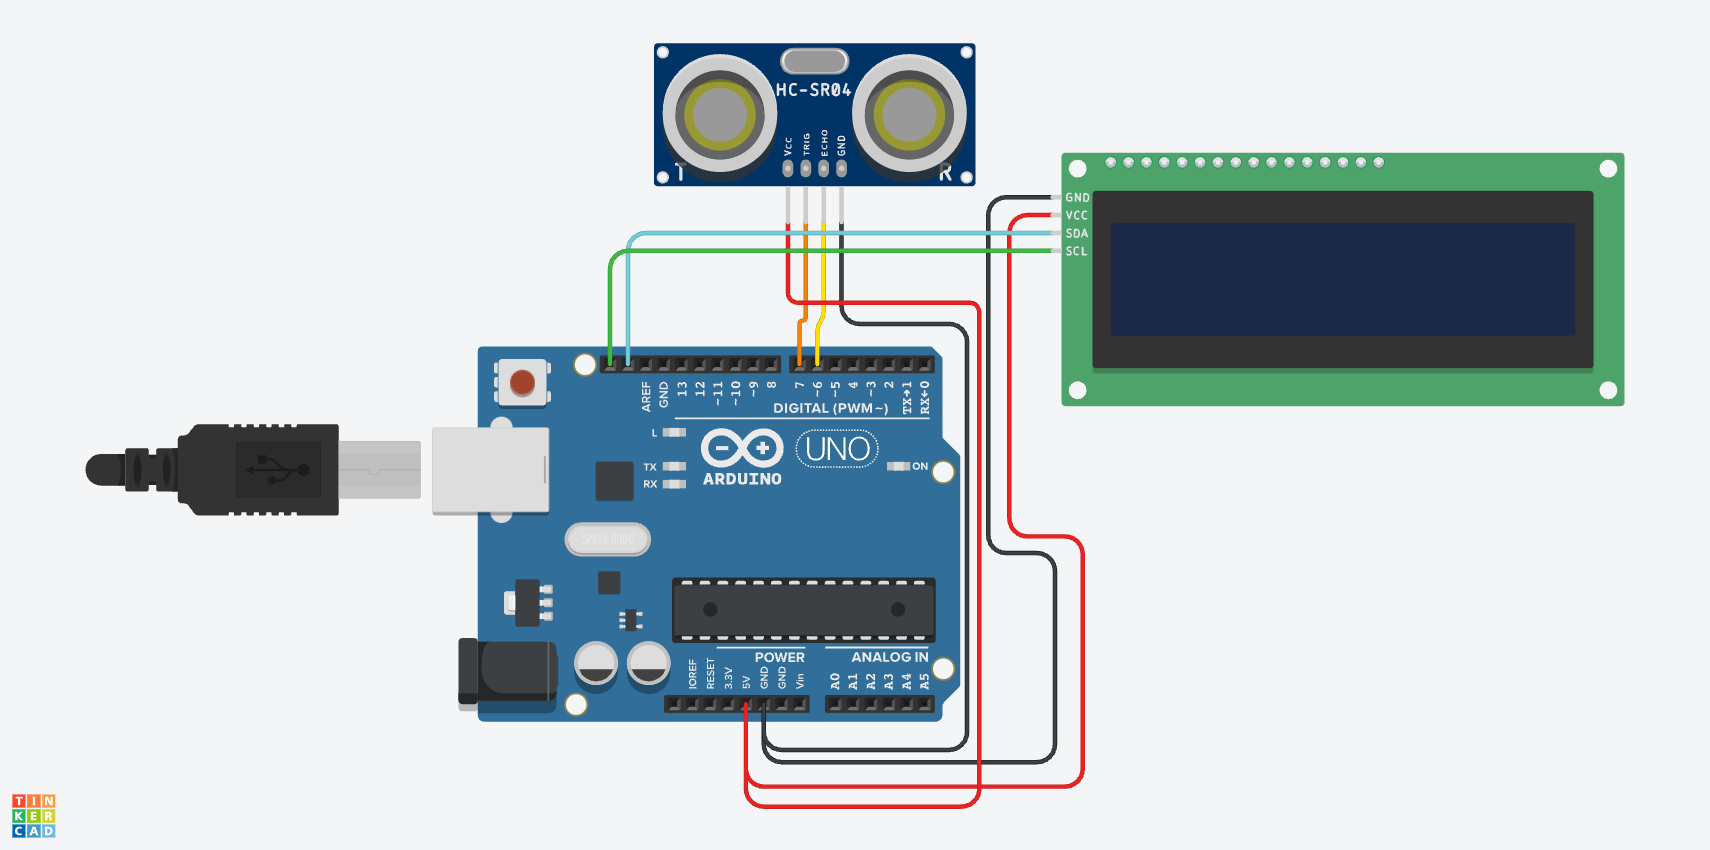 HC-SR04
VCC
TRIG
ECHO
GND
T
R
GND
VCC
SDA
SCL
AREF
GND
13
12
~11
~10
~9
8
7
~6
~5
4
~3
2
TX→1
RX←0
DIGITAL (PWM~)
L
TX
RX
ARDUINO
UNO
ON
SPK16.000G
POWER
ANALOG IN
IOREF
RESET
3.3V
5V
GND
GND
Vin
A0
A1
A2
A3
A4
A5
TIN
KER
CAD